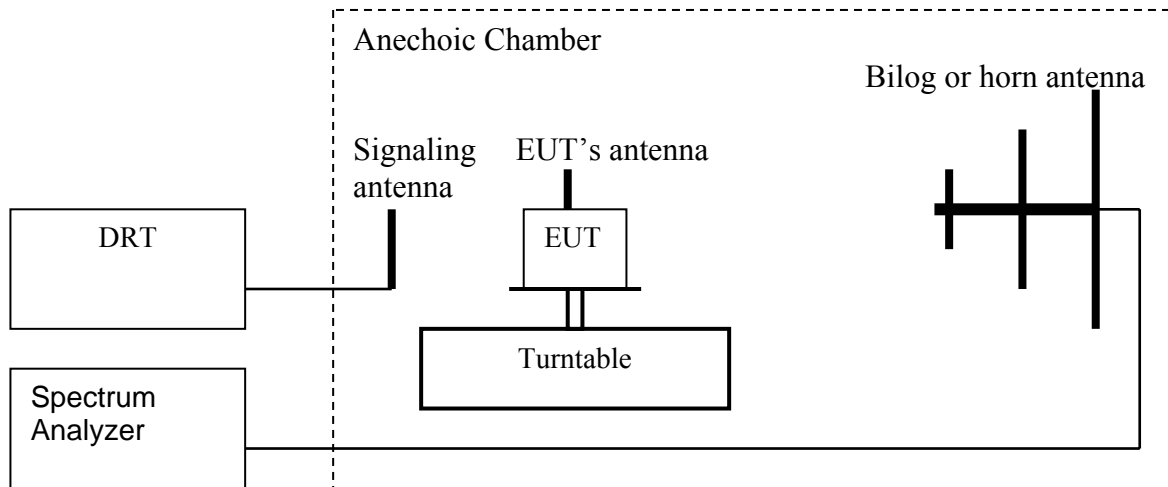 Anechoic Chamber
Bilog or horn antenna
Signaling
antenna
EUT’s antenna
DRT
EUT
Turntable
Spectrum
Analyzer